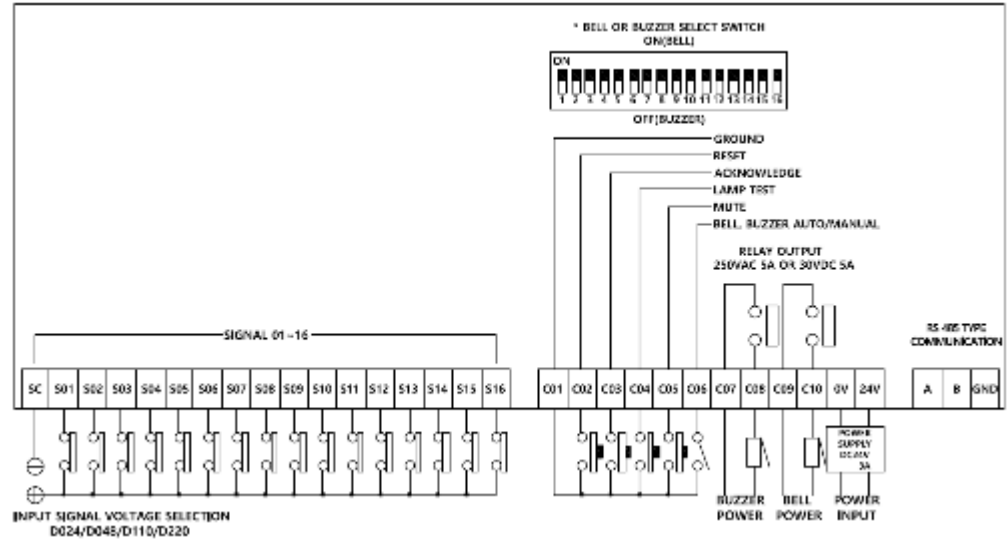 * BELL OR BUZZER SELECT SWITCH
ON(BELL)
ON
1 2 3 4 5 6 7 8 9 10 11 12 13 14 15 16
OFF(BUZZER)
GROUND
RESET
ACKNOWLEDGE
LAMP TEST
MUTE
BELL, BUZZER AUTO/MANUAL
RELAY OUTPUT
250VAC 5A OR 30VDC 5A
SIGNAL 01~16
RS-485 TYPE
COMMUNICATION
SC S01 S02 S03 S04 S05 S06 S07 S08 S09 S10 S11 S12 S13 S14 S15 S16
C01 C02 C03 C04 C05 C06 C07 C08 C09 C10 0V 24V
A B GND
POWER
SUPPLY
BUZZER
POWER
BELL
POWER
POWER
INPUT
INPUT SIGNAL VOLTAGE SELECTION
D024/D048/D110/D220